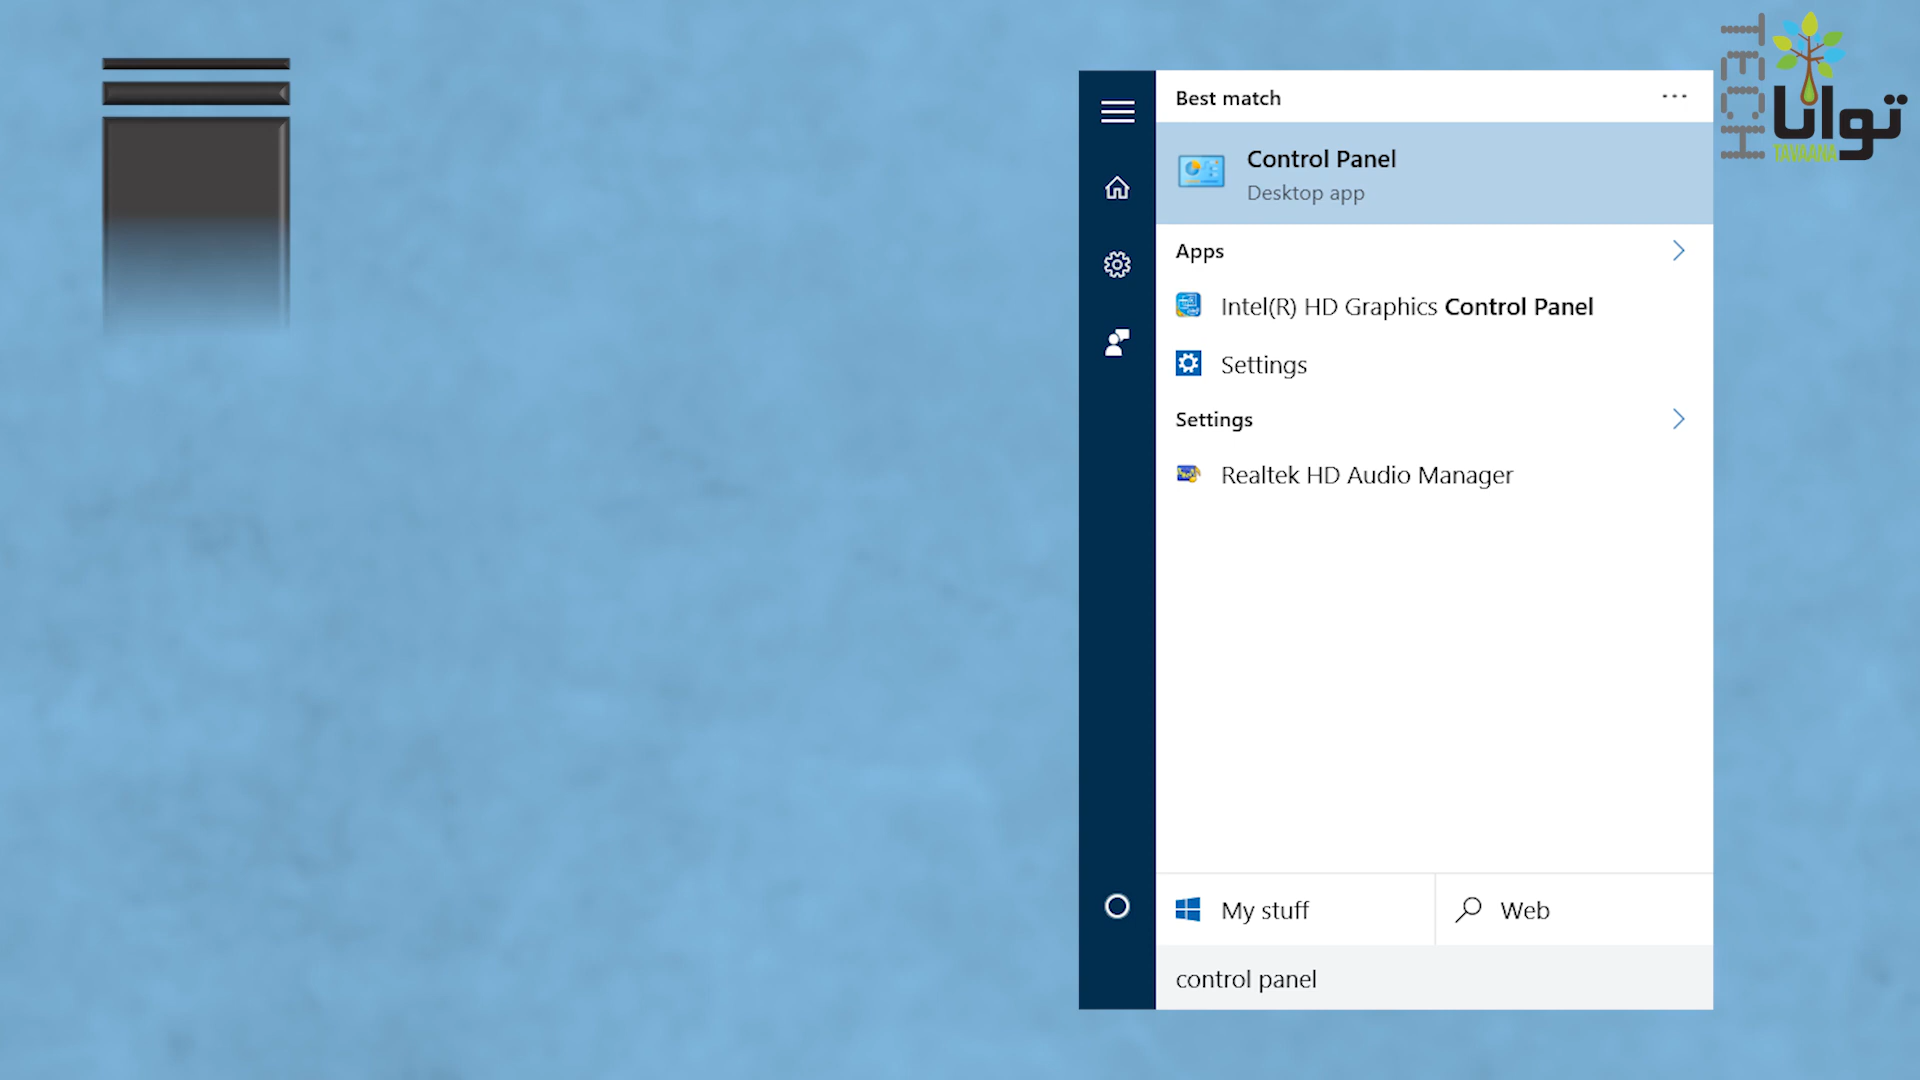 Best match
Control Panel
Desktop app
Apps
Intel(R) HD Graphics Control Panel
Settings
Settings
Realtek HD Audio Manager
My stuff
Web
control panel
توانا
TAVAANA